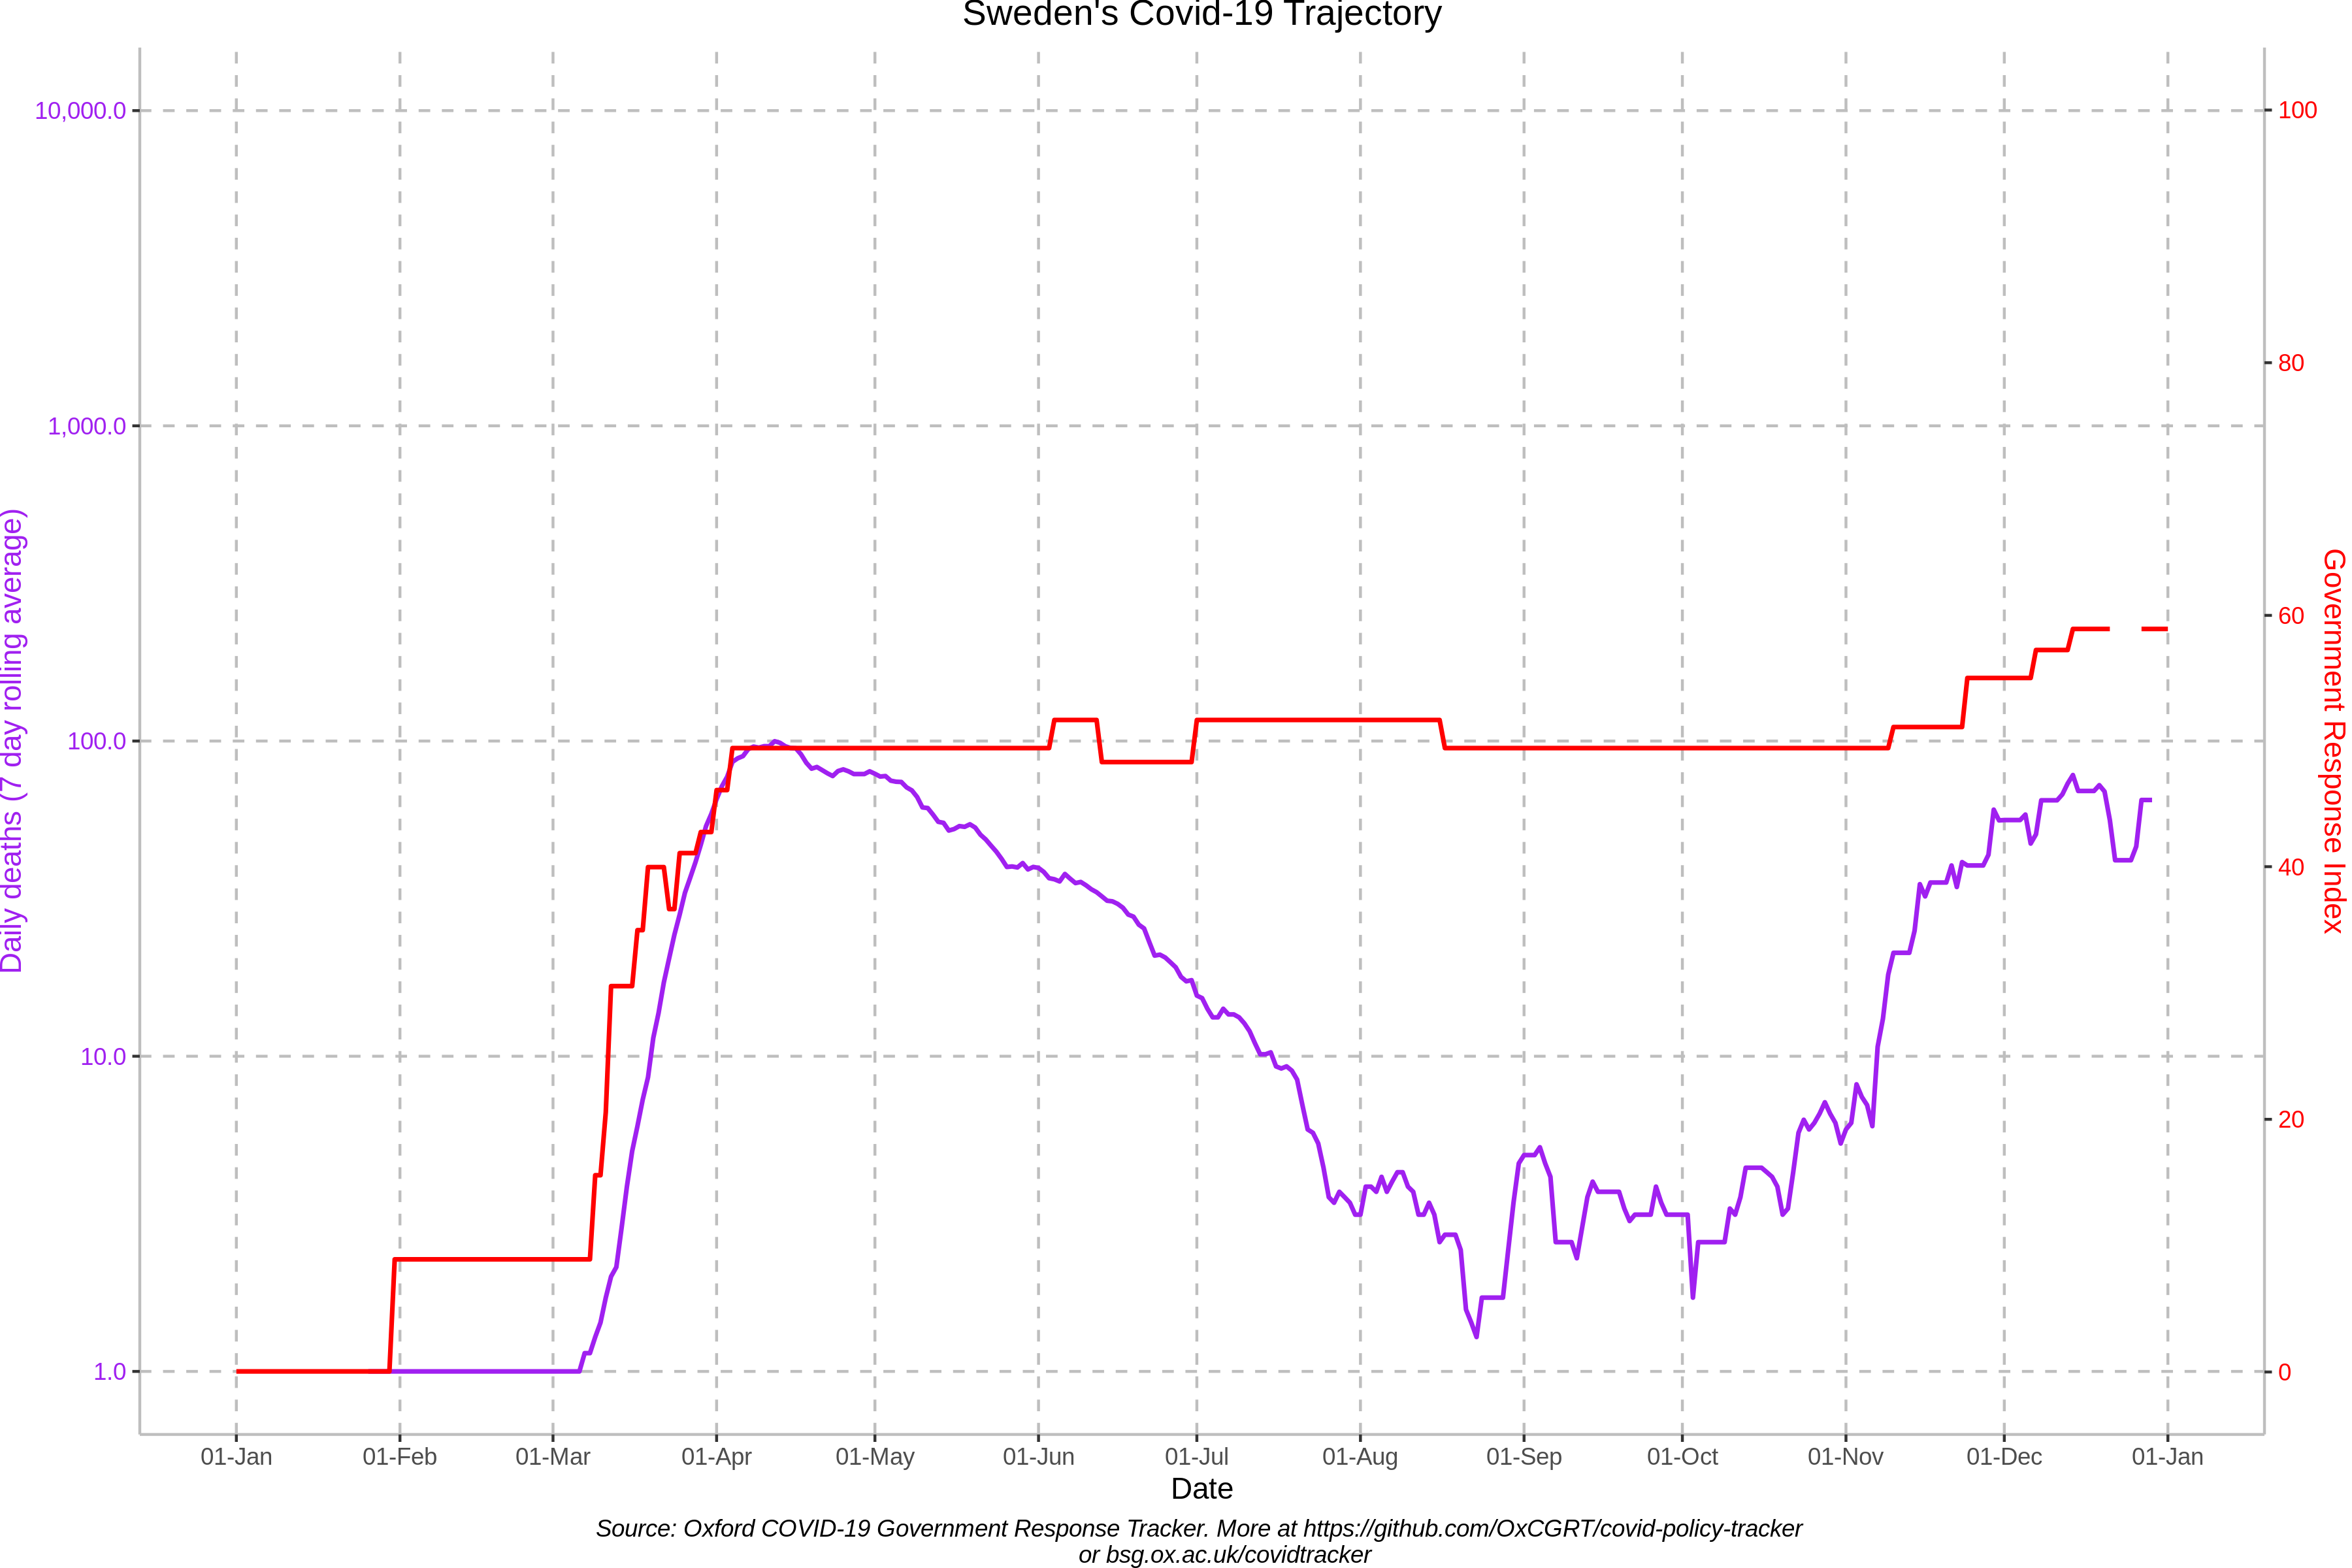 Sweden's Covid-19 Trajectory
10,000.0
1,000.0
100.0
10.0
1.0
Daily deaths (7 day rolling average)
100
80
60
40
20
0
Government Response Index
01-Jan 01-Feb 01-Mar 01-Apr 01-May 01-Jun 01-Jul 01-Aug 01-Sep 01-Oct 01-Nov 01-Dec 01-Jan
Date
Source: Oxford COVID-19 Government Response Tracker. More at https://github.com/OxCGRT/covid-policy-tracker
or bsg.ox.ac.uk/covidtracker